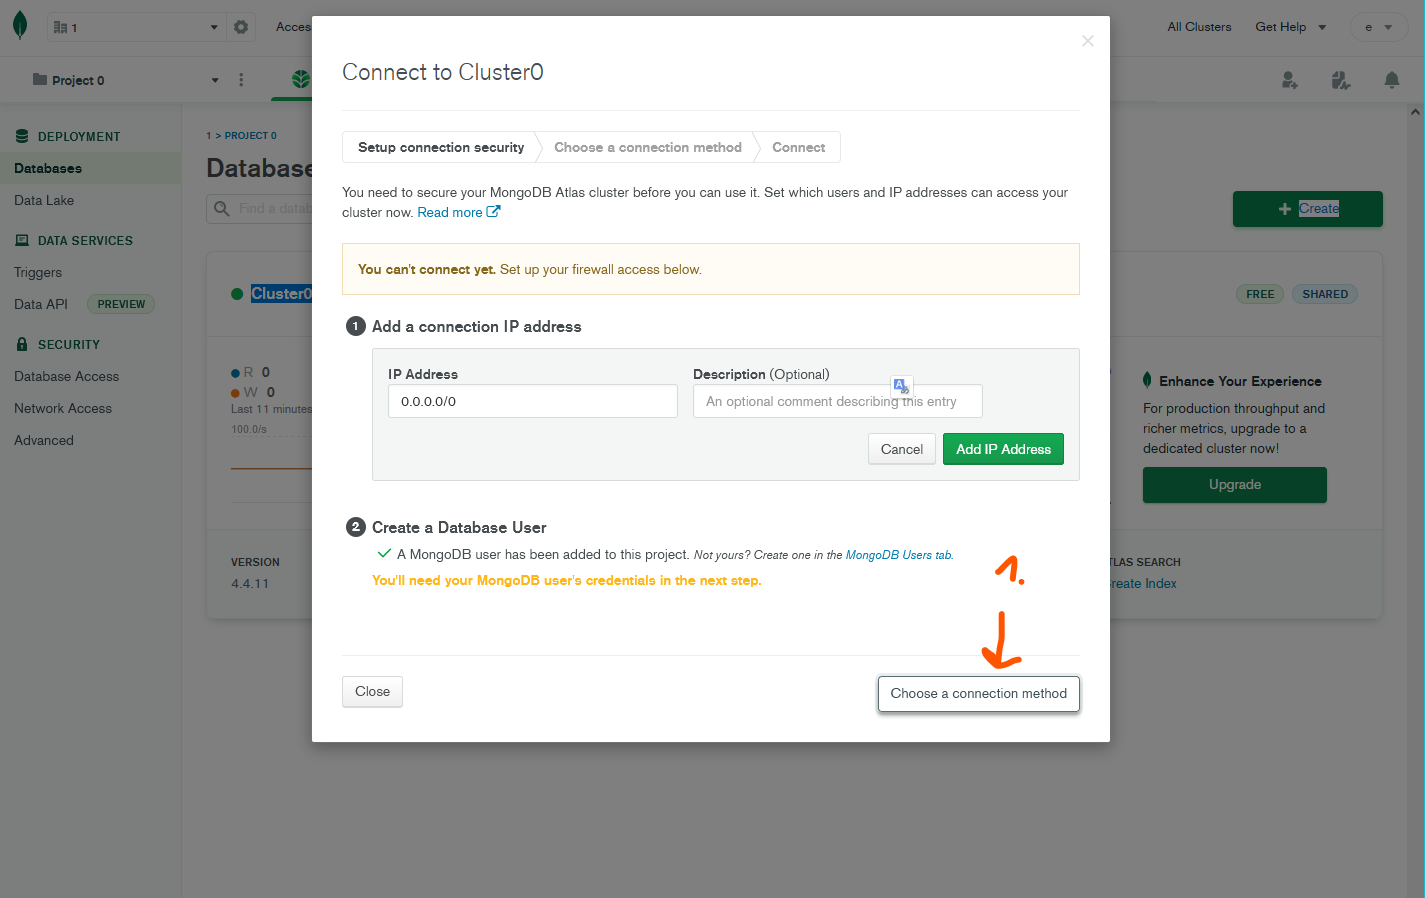 1
Access
All Clusters
Get Help
e
Project 0
DEPLOYMENT
Databases
Data Lake
DATA SERVICES
Triggers
Data API
PREVIEW
SECURITY
Database Access
Network Access
Advanced
1 > PROJECT 0
Database
Find a datab
+ Create
Cluster0
FREE
SHARED
R 0
W 0
Last 11 minutes
100.0/s
VERSION
4.4.11
Enhance Your Experience
For production throughput and
richer metrics, upgrade to a
dedicated cluster now!
Upgrade
TLAS SEARCH
reate Index
×
Connect to Cluster0
Setup connection security
Choose a connection method
Connect
You need to secure your MongoDB Atlas cluster before you can use it. Set which users and IP addresses can access your
cluster now. Read more
You can't connect yet. Set up your firewall access below.
1 Add a connection IP address
IP Address
0.0.0.0/0
Description (Optional)
An optional comment describing this entry
Cancel
Add IP Address
2 Create a Database User
A MongoDB user has been added to this project. Not yours? Create one in the MongoDB Users tab.
You'll need your MongoDB user's credentials in the next step.
1.
Close
Choose a connection method